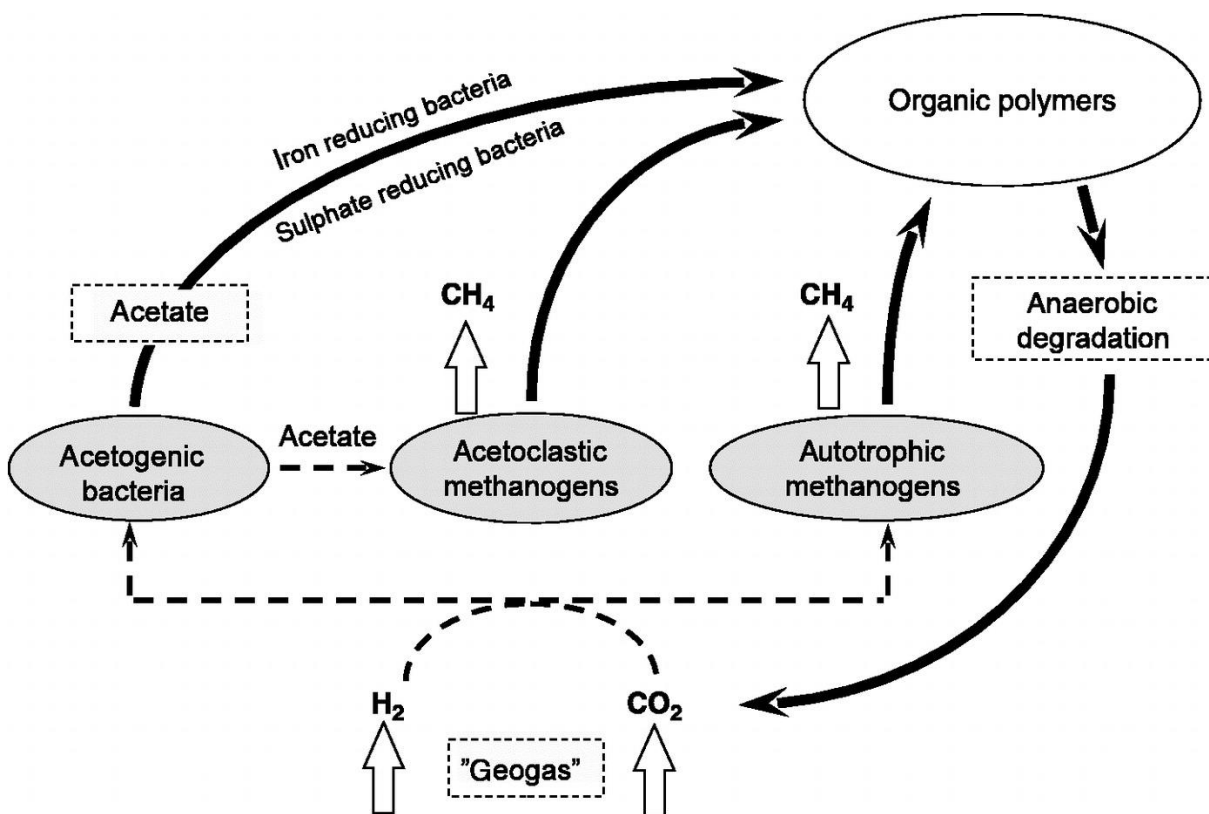 Organic polymers
Iron reducing bacteria
Sulphate reducing bacteria
Acetate
CH₄
CH₄
Anaerobic
degradation
Acetogenic
bacteria
Acetate
Acetoclastic
methanogens
Autotrophic
methanogens
H₂
CO₂
"Geogas"